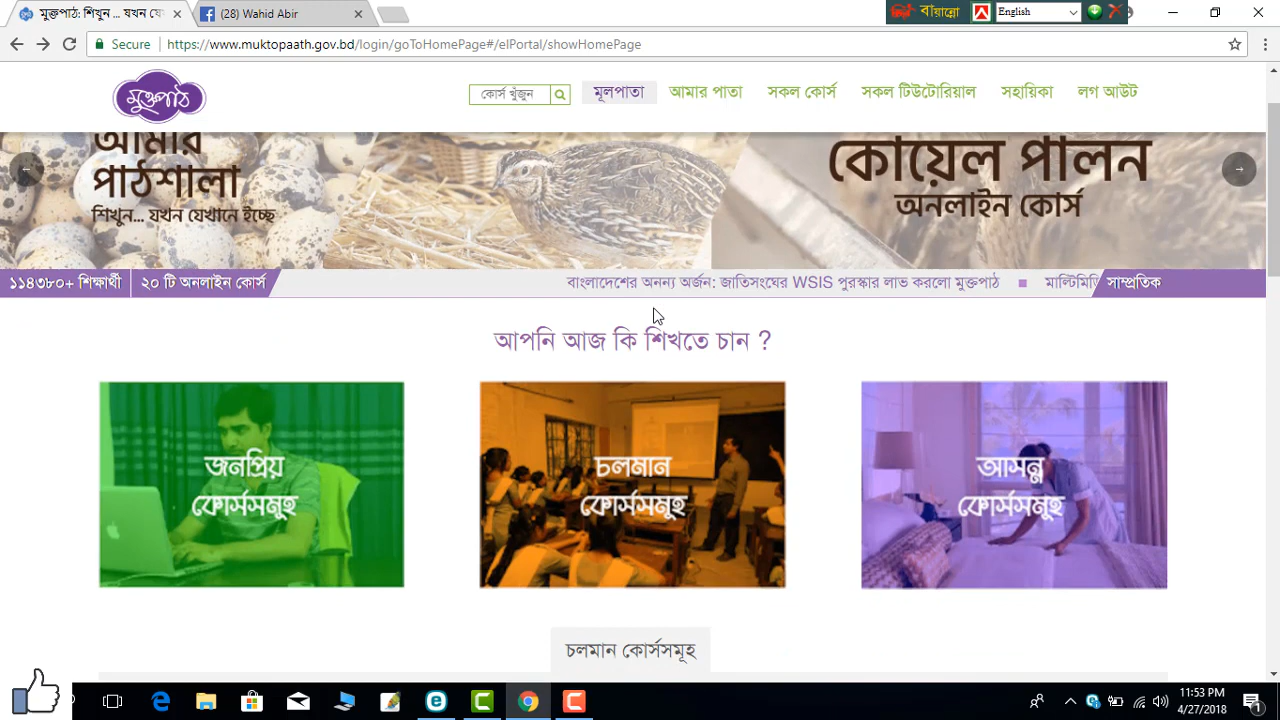 মুক্তপাঠ: শিখুন... যখন যে
(28) Wahid Abir
বায়ান্নো
English
Secure
https://www.muktopaath.gov.bd/login/goToHomePage#/elPortal/showHomePage
মুক্তপাঠ
কোর্স খুঁজুন
মূলপাতা
আমার পাতা
সকল কোর্স
সকল টিউটোরিয়াল
সহায়িকা
লগ আউট
আমার
পাঠশালা
শিখুন... যখন যেখানে ইচ্ছে
কোয়েল পালন
অনলাইন কোর্স
১১৪৩৮০+ শিক্ষার্থী
২০ টি অনলাইন কোর্স
বাংলাদেশের অনন্য অর্জন: জাতিসংঘের WSIS পুরস্কার লাভ করলো মুক্তপাঠ
সাম্প্রতিক
আপনি আজ কি শিখতে চান ?
জনপ্রিয়
কোর্সসমূহ
চলমান
কোর্সসমূহ
আসন্ন
কোর্সসমূহ
চলমান কোর্সসমূহ
11:53 PM
4/27/2018